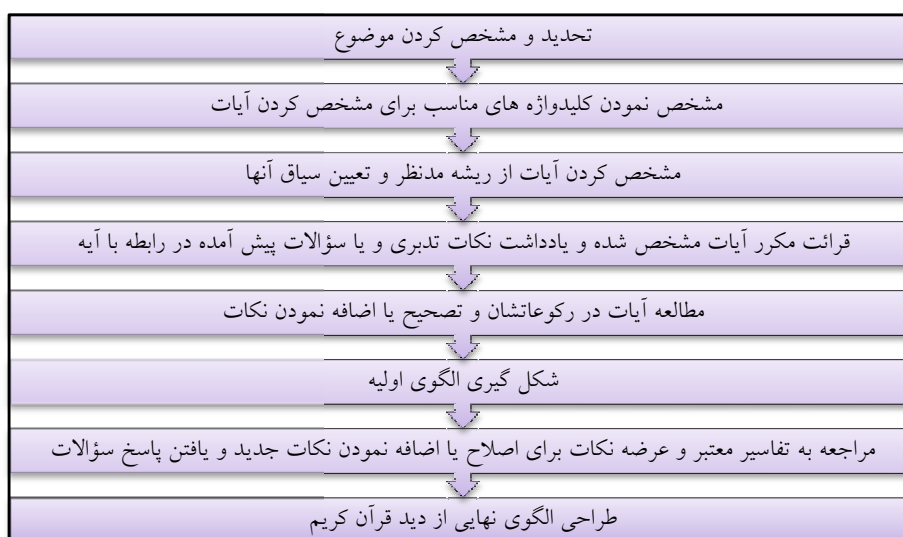 تحدید و مشخص کردن موضوع
مشخص نمودن کلیدواژه های مناسب برای مشخص کردن آیات
مشخص کردن آیات از ریشه مدنظر و تعیین سیاق آنها
قرائت مکرر آیات مشخص شده و یادداشت نکات تدبری و یا سؤالات پیش آمده در رابطه با آیه
مطالعه آیات در رکوعاتشان و تصحیح یا اضافه نمودن نکات
شکل گیری الگوی اولیه
مراجعه به تفاسیر معتبر و عرضه نکات برای اصلاح یا اضافه نمودن نکات جدید و یافتن پاسخ سؤالات
طراحی الگوی نهایی از دید قرآن کریم